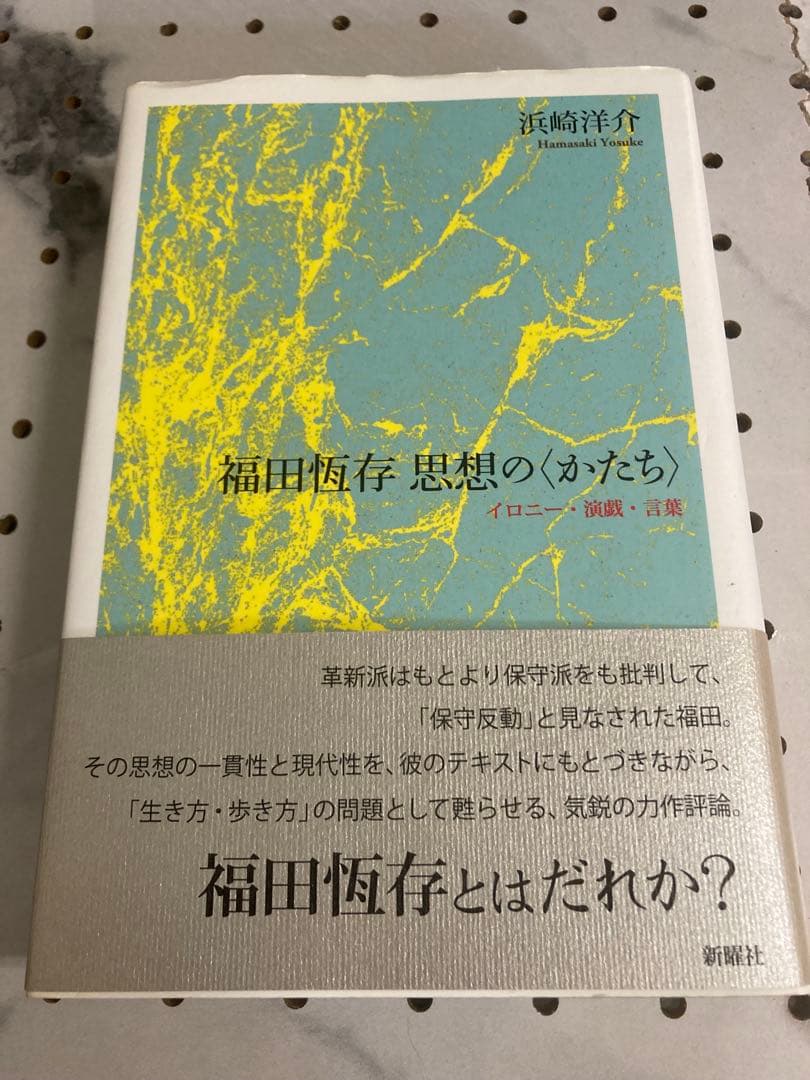 浜崎洋介
Hamasaki Yosuke
福田恆存 思想の〈かたち〉
イロニー・演戯・言葉
革新派はもとより保守派をも批判して、
「保守反動」と見なされた福田。
その思想の一貫性と現代性を、彼のテキストにもとづきながら、
「生き方・歩き方」の問題として甦らせる、気鋭の力作評論。
福田恆存とはだれか?
新曜社